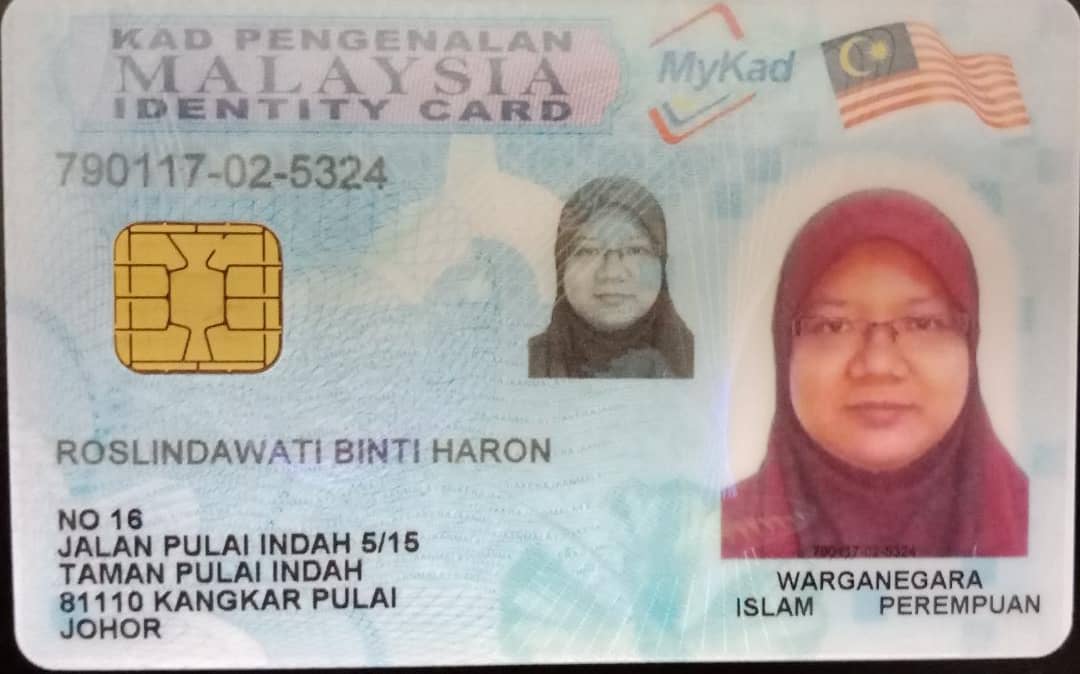 KAD PENGENALAN
MALAYSIA
IDENTITY CARD
MyKad
790117-02-5324
ROSLINDAWATI BINTI HARON
NO 16
JALAN PULAI INDAH 5/15
TAMAN PULAI INDAH
81110 KANGKAR PULAI
JOHOR
790117-02-5324
WARGANEGARA
ISLAM PEREMPUAN